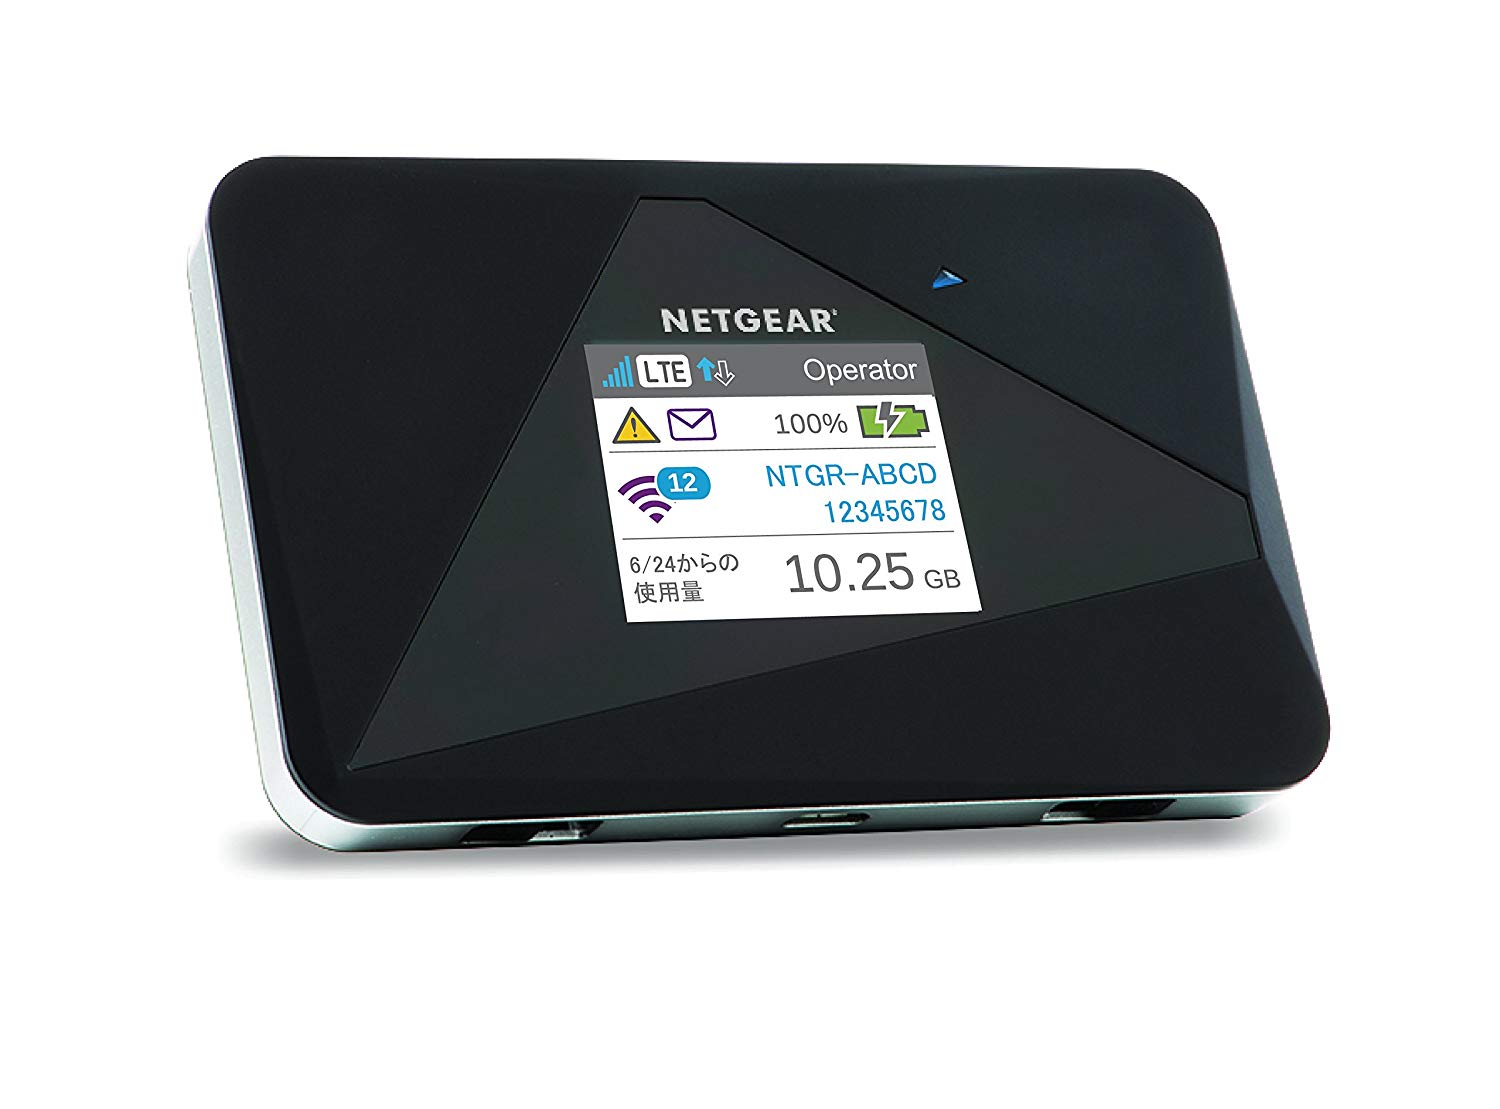 NETGEAR
LTE Operator
100%
12 NTGR-ABCD
12345678
6/24からの
使用量 10.25 GB